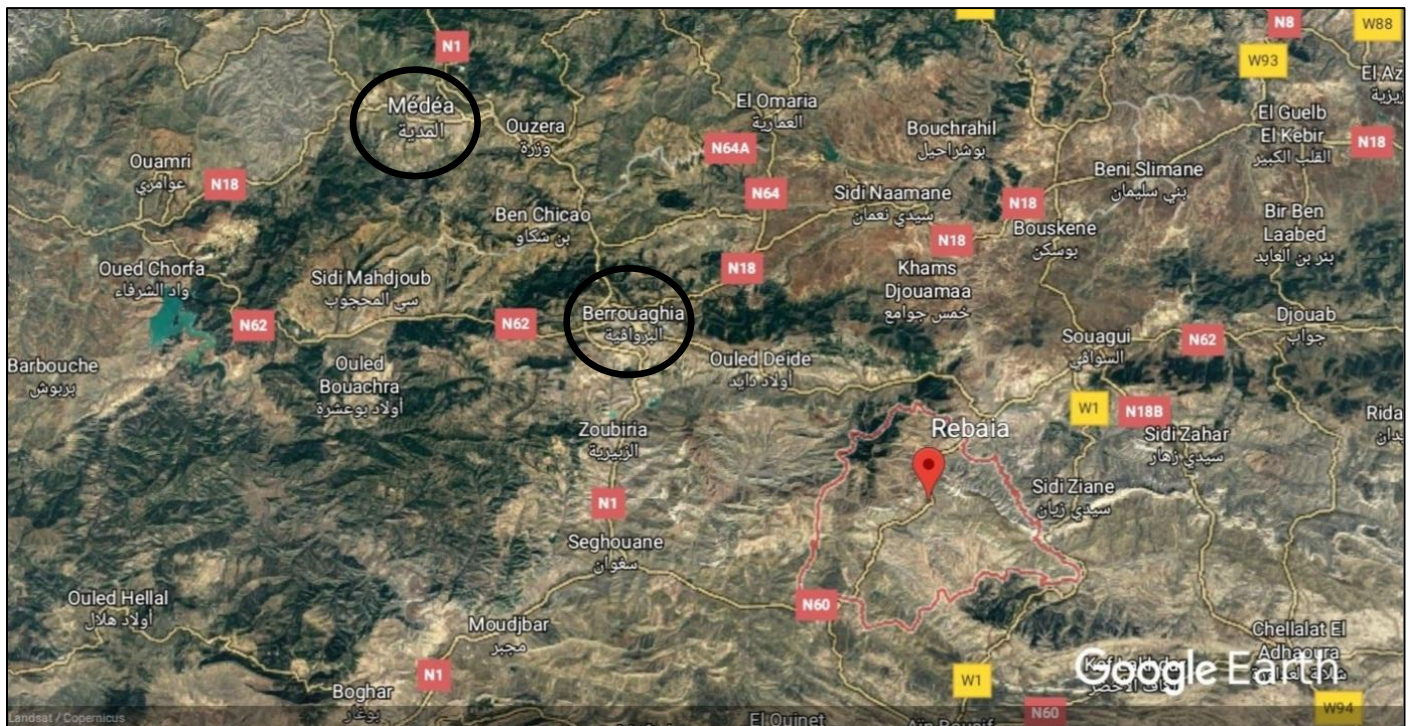 N1
N8
W88
W93
Médéa
المدية
El Omaria
العمارية
El Az
El Guelb
El Kebir
القلب الكبير
Ouzera
وزرة
Bouchrahil
بوشراحيل
N64A
N18
Ouamri
عوامري
N18
N64
Sidi Naamane
سيدي نعمان
N18
Beni Slimane
بني سليمان
Ben Chicao
بن شكاو
N18
Bouskene
بوسكن
Bir Ben
Laabed
بئر بن العابد
Oued Chorfa
واد الشرفاء
Sidi Mahdjoub
سي المحجوب
N18
Khams
Djouamaa
خمس جوامع
N62
N62
Berrouaghia
البرواقية
Djouab
جواب
Souagui
السواقي
N62
Barbouche
بربوش
Ouled
Bouachra
أولاد بوعشرة
Ouled Deide
أولاد دايد
W1
N18B
Rida
Zoubiria
الزبيرية
Rebaia
Sidi Zahar
سيدي زهار
Sidi Ziane
سيدي زيان
N1
Seghouane
سغوان
Ouled Hellal
أولاد هلال
N60
Moudjbar
مجبر
Chellalat El
Adhaoura
N1
Google Earth
W1
Boghar
بوغار
N60
W94
Landsat / Copernicus
El Ouinet